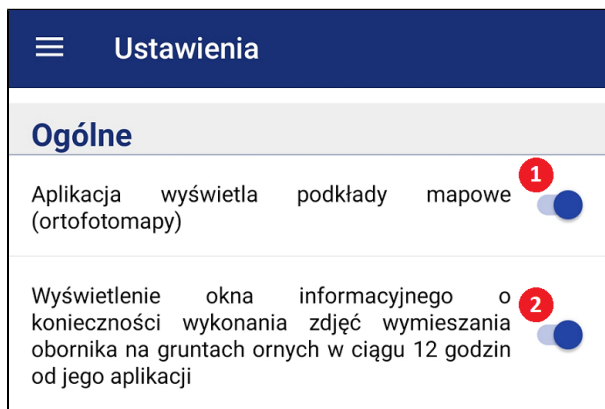 Ustawienia
Ogólne
Aplikacja wyświetla podkłady mapowe
(ortofotomapy)
1
Wyświetlenie okna informacyjnego o
konieczności wykonania zdjęć wymieszania
obornika na gruntach ornych w ciągu 12 godzin
od jego aplikacji
2